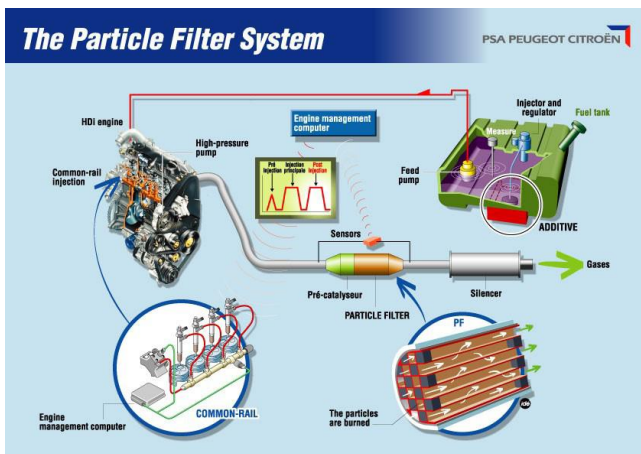 The Particle Filter System
PSA PEUGEOT CITROËN
HDi engine
High-pressure
pump
Common-rail
injection
Engine management
computer
Pré
Injection
Injection
principale
Post
Injection
Injector and
regulator
Fuel tank
Measure
Feed
pump
ADDITIVE
Sensors
Gases
Pré-catalyseur
PARTICLE FILTER
Silencer
PF
COMMON-RAIL
Engine
management computer
The particles
are burned
ide